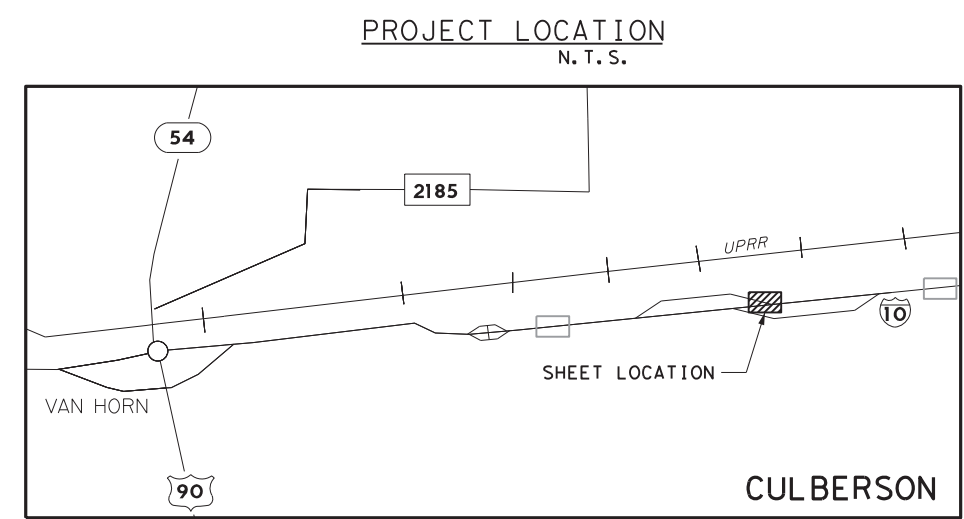 PROJECT LOCATION
N.T.S.
54
2185
UPRR
10
SHEET LOCATION
VAN HORN
90
CULBERSON